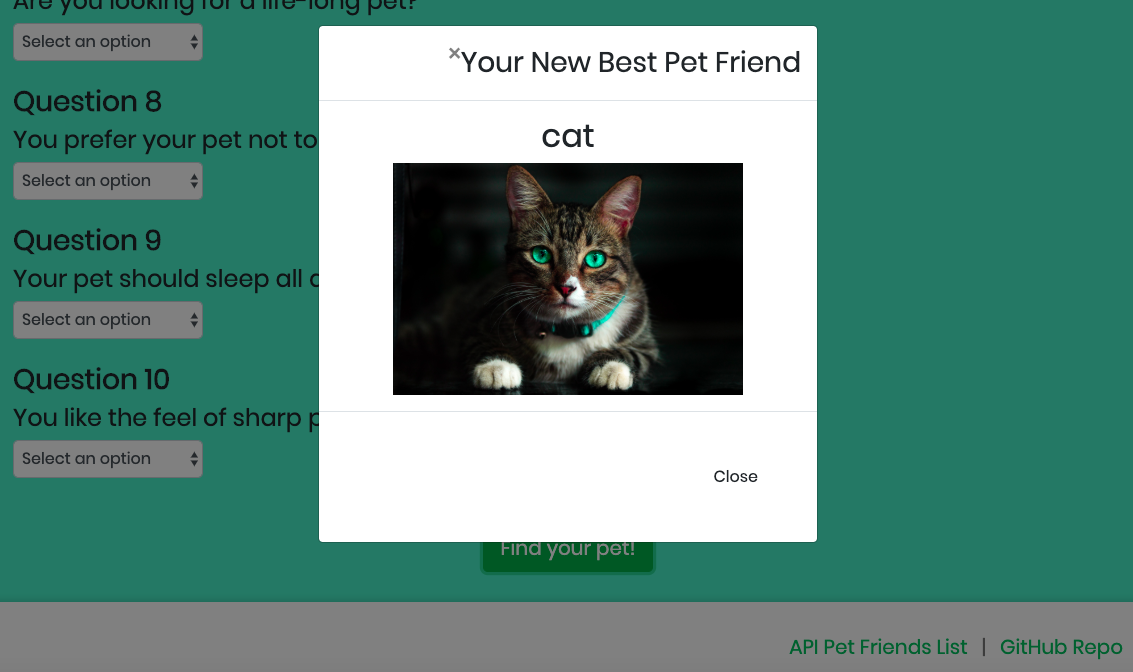 Are you looking for a life-long pet?
Select an option
Question 8
You prefer your pet not to
Select an option
Question 9
Your pet should sleep all
Select an option
Question 10
You like the feel of sharp
Select an option
×Your New Best Pet Friend
cat
Close
Find your pet!
API Pet Friends List | GitHub Repo